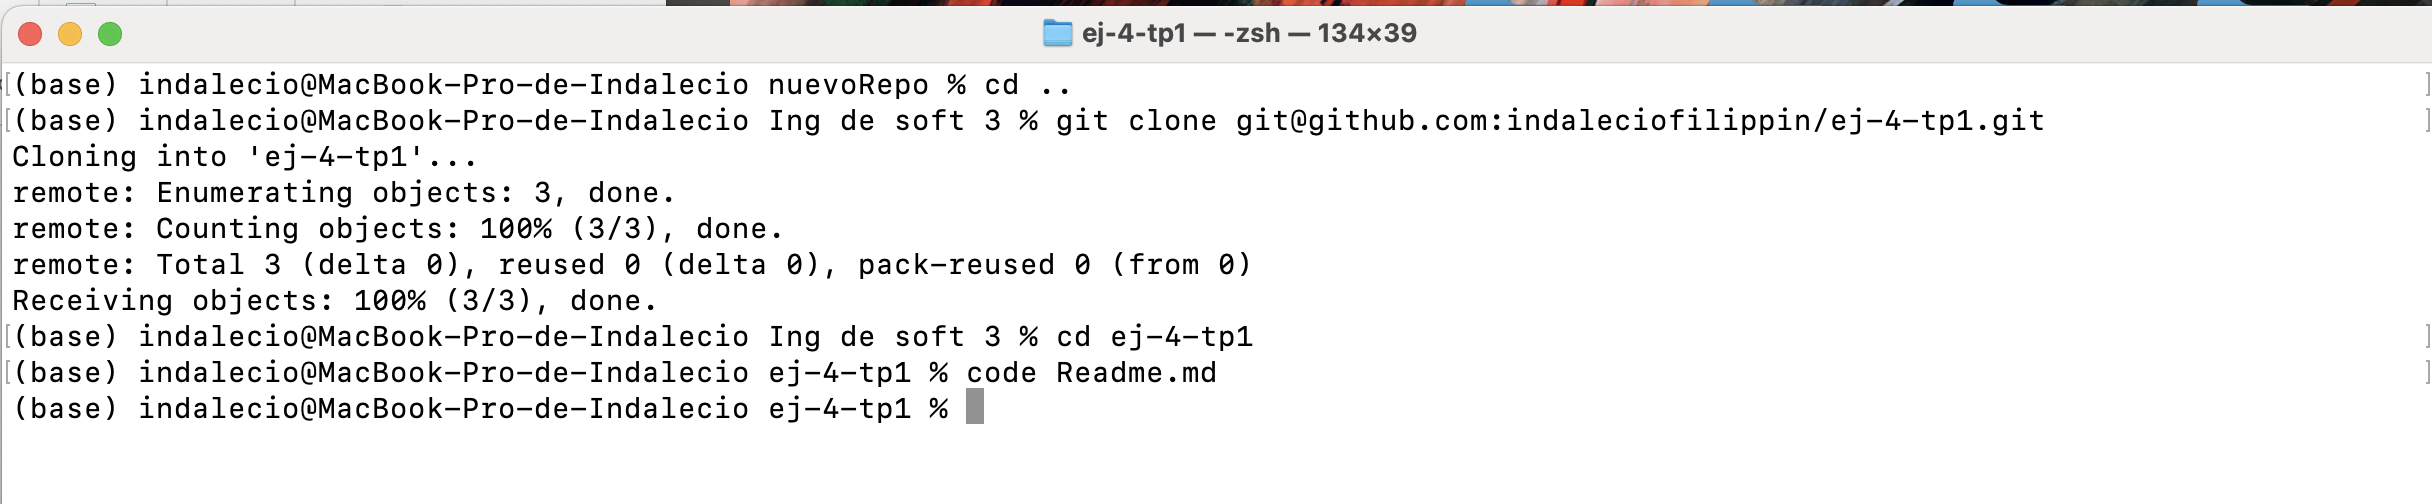 ej-4-tp1 — -zsh — 134×39
(base) indalecio@MacBook-Pro-de-Indalecio nuevoRepo % cd ..
(base) indalecio@MacBook-Pro-de-Indalecio Ing de soft 3 % git clone git@github.com:indaleciofilippin/ej-4-tp1.git
Cloning into 'ej-4-tp1'...
remote: Enumerating objects: 3, done.
remote: Counting objects: 100% (3/3), done.
remote: Total 3 (delta 0), reused 0 (delta 0), pack-reused 0 (from 0)
Receiving objects: 100% (3/3), done.
(base) indalecio@MacBook-Pro-de-Indalecio Ing de soft 3 % cd ej-4-tp1
(base) indalecio@MacBook-Pro-de-Indalecio ej-4-tp1 % code Readme.md
(base) indalecio@MacBook-Pro-de-Indalecio ej-4-tp1 %